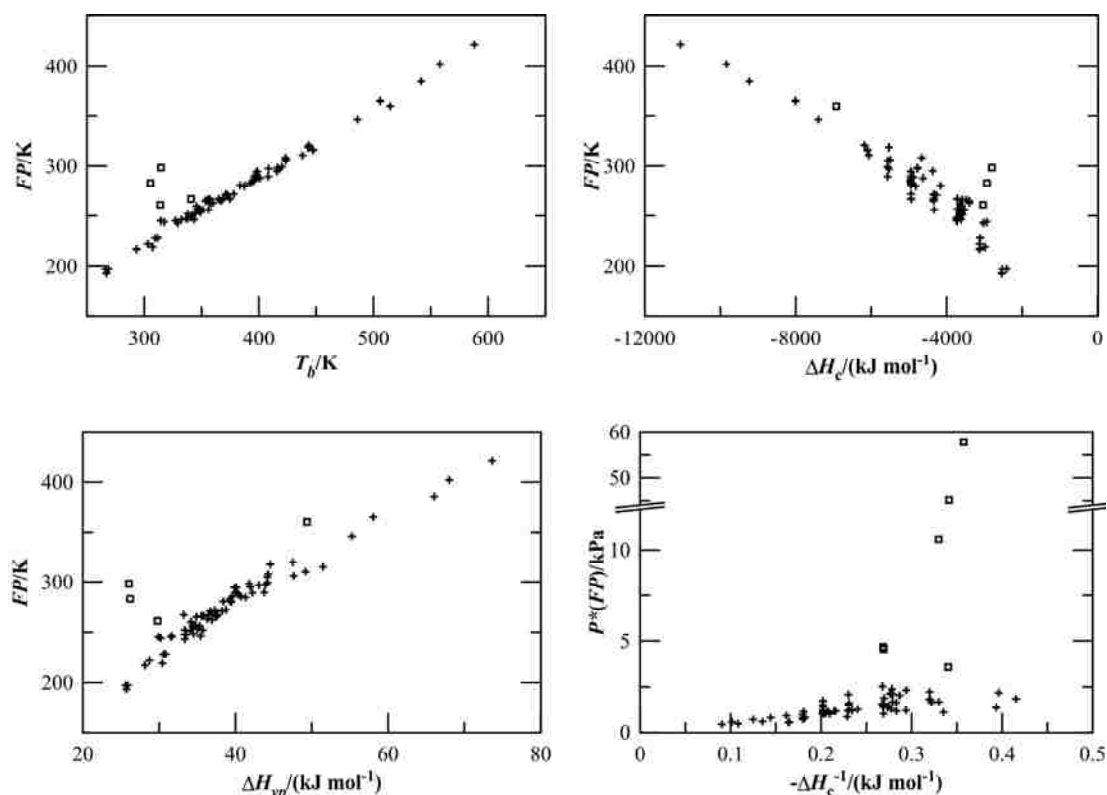 400
300
200
FP/K
300 400 500 600
T_b/K
400
300
200
FP/K
-12000 -8000 -4000 0
ΔH_c/(kJ mol⁻¹)
400
300
200
FP/K
20 40 60 80
ΔH_vp/(kJ mol⁻¹)
60
50
10
5
0
P*(FP)/kPa
0 0.1 0.2 0.3 0.4 0.5
-ΔH_c⁻¹/(kJ mol⁻¹)